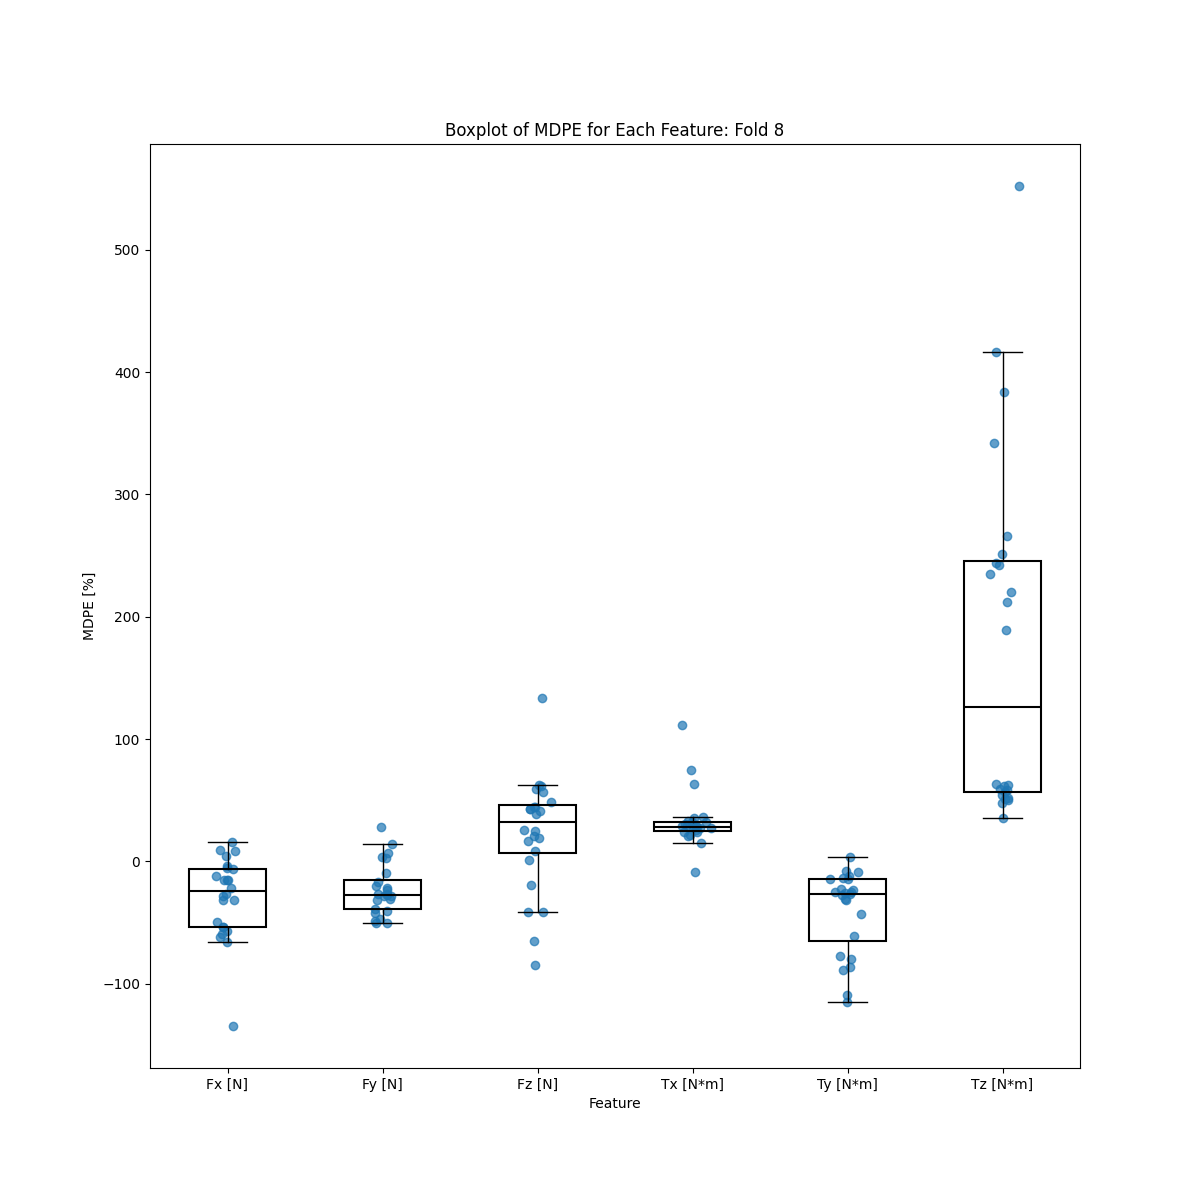 Boxplot of MDPE for Each Feature: Fold 8
500
400
300
200
100
0
−100
MDPE [%]
Fx [N] Fy [N] Fz [N] Tx [N*m] Ty [N*m] Tz [N*m]
Feature